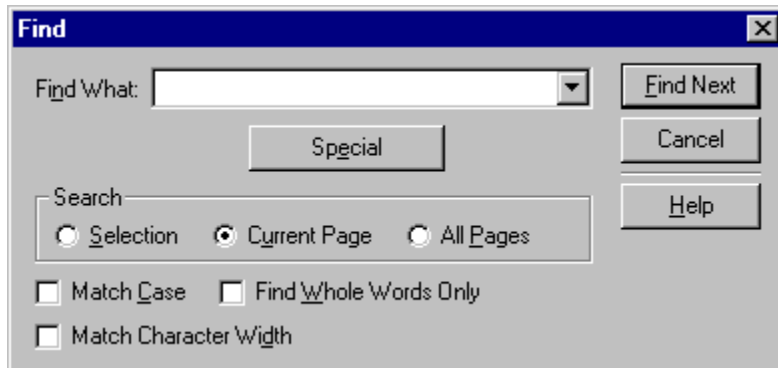 Find
Find What:
Find Next
Special
Cancel
Search
Help
Selection Current Page All Pages
Match Case Find Whole Words Only
Match Character Width